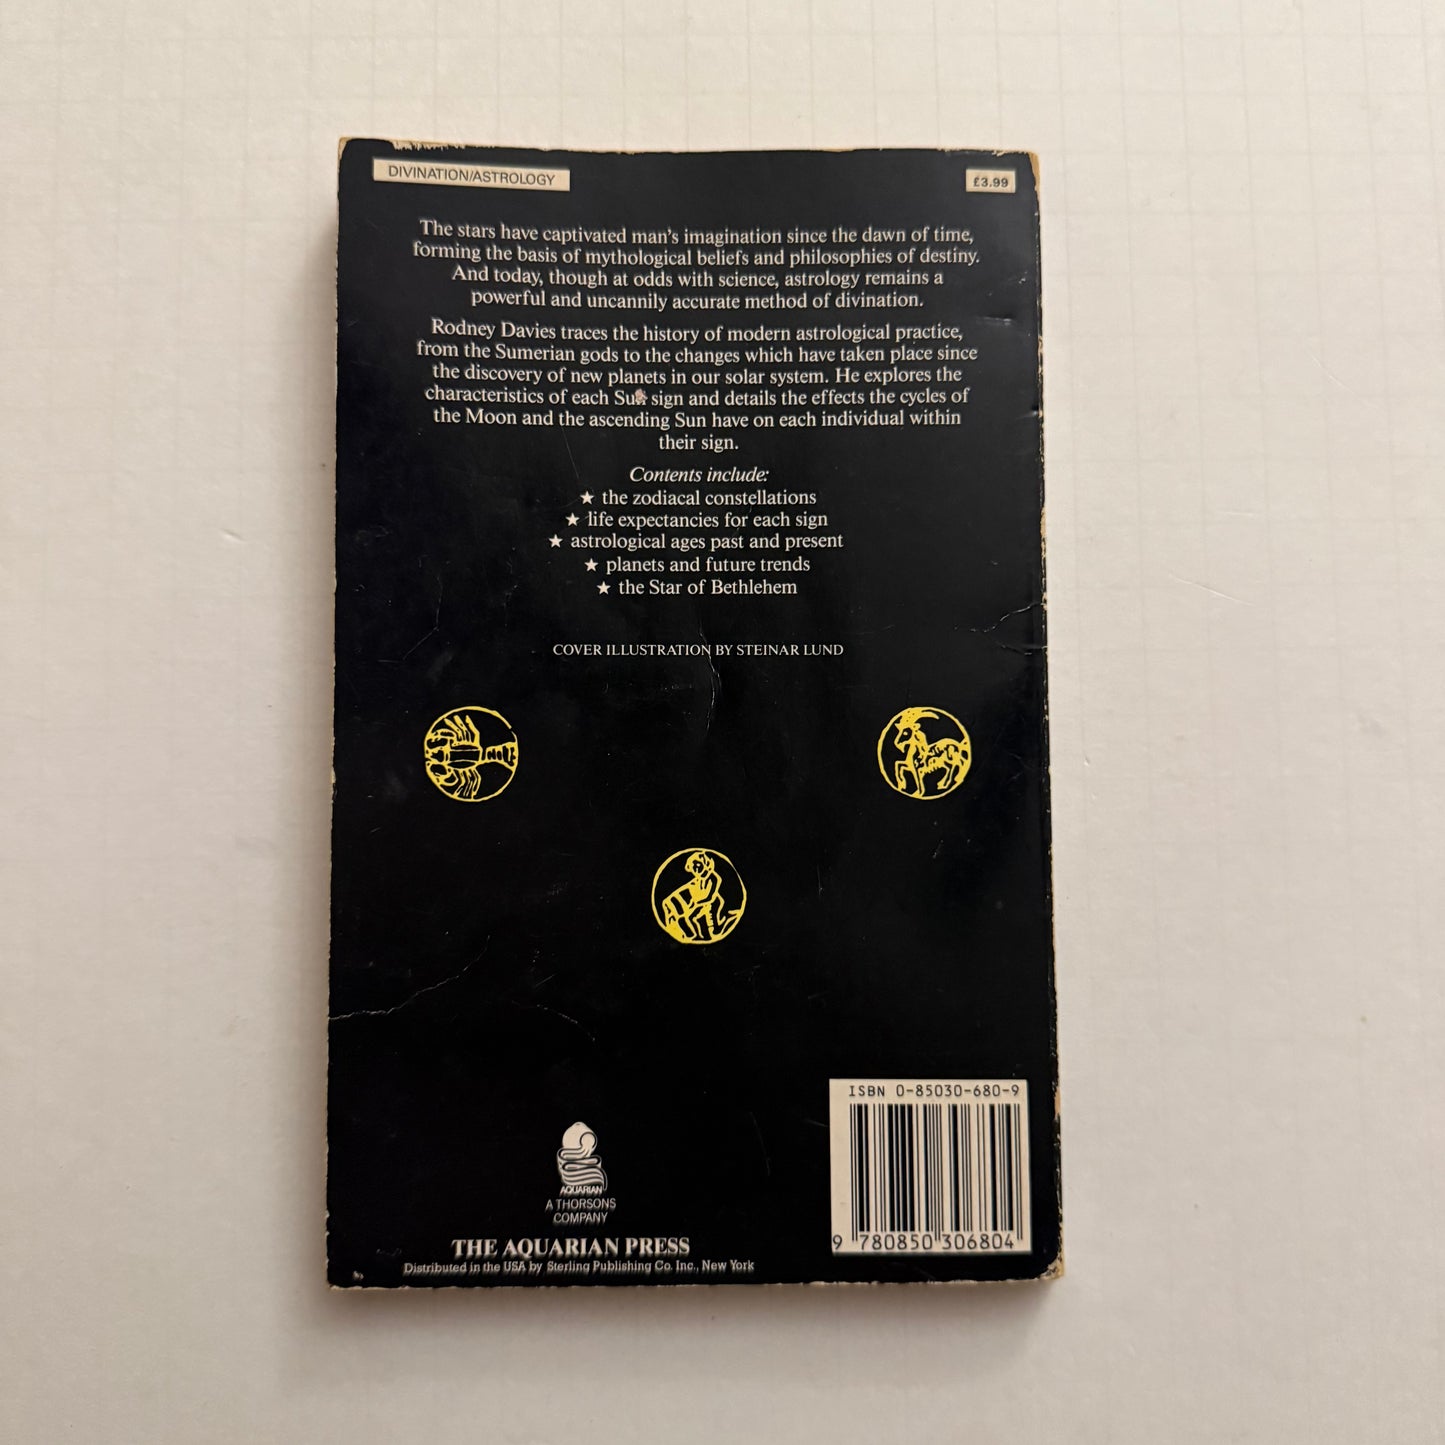 DIVINATION/ASTROLOGY
£3.99
The stars have captivated man's imagination since the dawn of time,
forming the basis of mythological beliefs and philosophies of destiny.
And today, though at odds with science, astrology remains a
powerful and uncannily accurate method of divination.
Rodney Davies traces the history of modern astrological practice,
from the Sumerian gods to the changes which have taken place since
the discovery of new planets in our solar system. He explores the
characteristics of each Sun sign and details the effects the cycles of
the Moon and the ascending Sun have on each individual within
their sign.
Contents include:
★ the zodiacal constellations
★ life expectancies for each sign
★ astrological ages past and present
★ planets and future trends
★ the Star of Bethlehem
COVER ILLUSTRATION BY STEINAR LUND
ISBN 0-85030-680-9
9 780850 306804
AQUARIAN
A THORSONS
COMPANY
THE AQUARIAN PRESS
Distributed in the USA by Sterling Publishing Co. Inc., New York